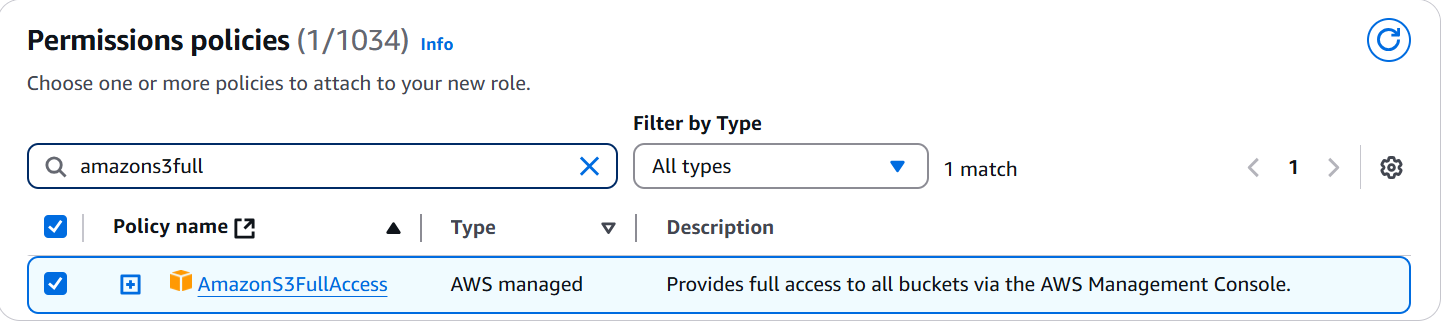 Permissions policies (1/1034) Info
Choose one or more policies to attach to your new role.
Filter by Type
amazons3full All types 1 match 1
Policy name Type Description
AmazonS3FullAccess AWS managed Provides full access to all buckets via the AWS Management Console.